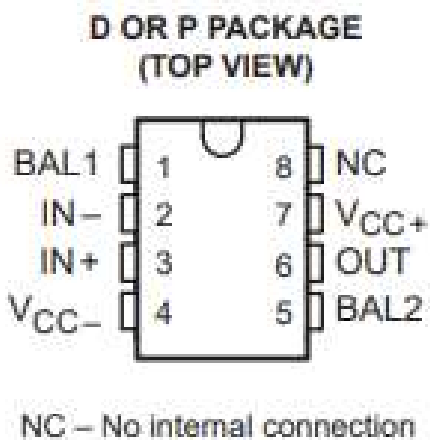 D OR P PACKAGE
(TOP VIEW)
BAL1 1 8 NC
IN− 2 7 VCC+
IN+ 3 6 OUT
VCC− 4 5 BAL2
NC – No internal connection